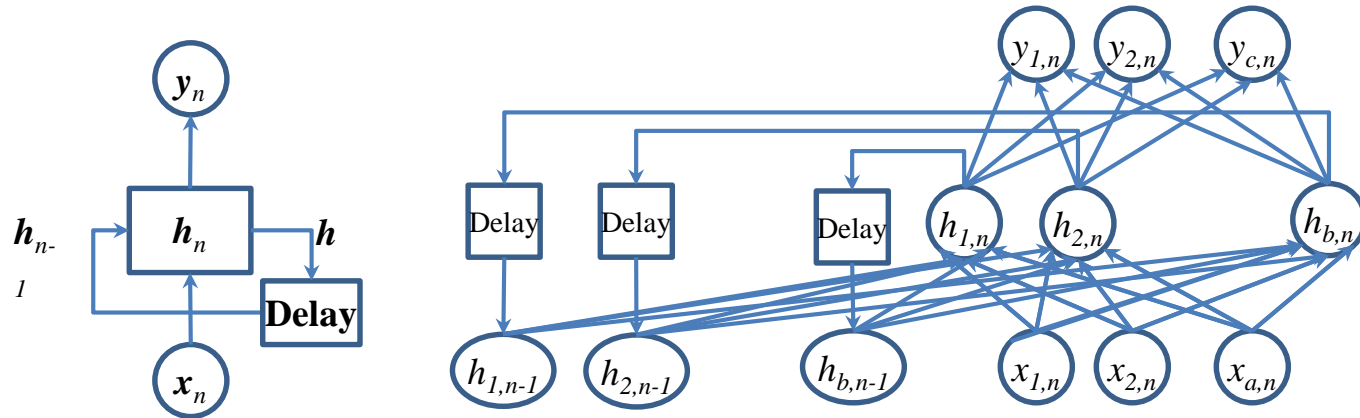 y_n
h_n-1
h_n
h
Delay
x_n
y_1,n y_2,n y_c,n
Delay Delay Delay h_1,n h_2,n h_b,n
h_1,n-1 h_2,n-1 h_b,n-1 x_1,n x_2,n x_a,n